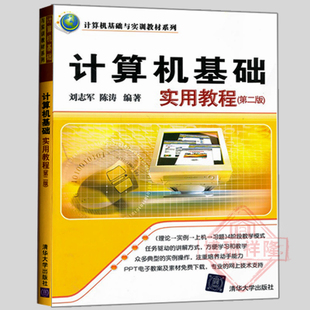 计算机基础与实训教材系列
计算机基础
刘志军 陈涛 编著
实用教程(第二版)
计算机基础 实用教程(第二版)
清华大学出版社
《理论→实例→上机→习题》4阶段教学模式
任务驱动的讲解方式，方便学习和教学
众多典型的实例操作，注重培养动手能力
PPT电子教案及素材免费下载，专业的网上技术支持
清华大学出版社
祥隆